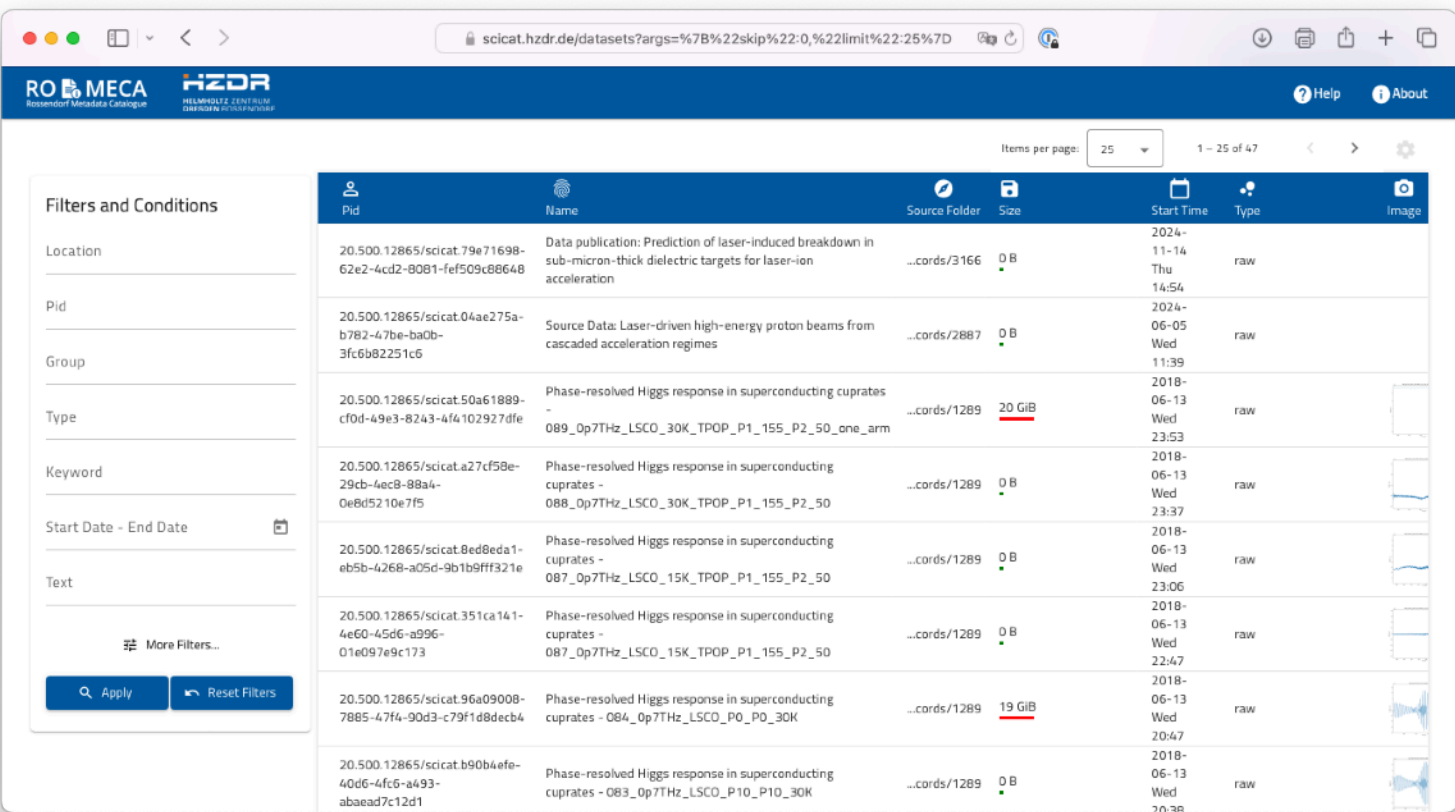 scicat.hzdr.de/datasets?args=%7B%22skip%22:0,%22limit%22:25%7D
RO MECA
Rossendorf Metadata Catalogue
HZDR
HELMHOLTZ ZENTRUM
DRESDEN ROSSENDORF
Help
About
Items per page:
25
1 – 25 of 47
Filters and Conditions
Location
Pid
Group
Type
Keyword
Start Date - End Date
Text
More Filters...
Apply
Reset Filters
Pid
Name
Source Folder
Size
Start Time
Type
Image
20.500.12865/scicat.79e71698-
62e2-4cd2-8081-fef509c88648
Data publication: Prediction of laser-induced breakdown in
sub-micron-thick dielectric targets for laser-ion
acceleration
...cords/3166
0 B
2024-
11-14
Thu
14:54
raw
20.500.12865/scicat.04ae275a-
b782-47be-ba0b-
3fc6b82251c6
Source Data: Laser-driven high-energy proton beams from
cascaded acceleration regimes
...cords/2887
0 B
2024-
06-05
Wed
11:39
raw
20.500.12865/scicat.50a61889-
cf0d-49e3-8243-4f4102927dfe
Phase-resolved Higgs response in superconducting cuprates
-
089_0p7THz_LSCO_30K_TPOP_P1_155_P2_50_one_arm
...cords/1289
20 GiB
2018-
06-13
Wed
23:53
raw
20.500.12865/scicat.a27cf58e-
29cb-4ec8-88a4-
0e8d5210e7f5
Phase-resolved Higgs response in superconducting
cuprates -
088_0p7THz_LSCO_30K_TPOP_P1_155_P2_50
...cords/1289
0 B
2018-
06-13
Wed
23:37
raw
20.500.12865/scicat.8ed8eda1-
eb5b-4268-a05d-9b1b9fff321e
Phase-resolved Higgs response in superconducting
cuprates -
087_0p7THz_LSCO_15K_TPOP_P1_155_P2_50
...cords/1289
0 B
2018-
06-13
Wed
23:06
raw
20.500.12865/scicat.351ca141-
4e60-45d6-a996-
01e097e9c173
Phase-resolved Higgs response in superconducting
cuprates -
087_0p7THz_LSCO_15K_TPOP_P1_155_P2_50
...cords/1289
0 B
2018-
06-13
Wed
22:47
raw
20.500.12865/scicat.96a09008-
7885-47f4-90d3-c79f1d8decb4
Phase-resolved Higgs response in superconducting
cuprates - 084_0p7THz_LSCO_P0_P0_30K
...cords/1289
19 GiB
2018-
06-13
Wed
20:47
raw
20.500.12865/scicat.b90b4efe-
40d6-4fc6-a493-
abaead7c12d1
Phase-resolved Higgs response in superconducting
cuprates - 083_0p7THz_LSCO_P10_P10_30K
...cords/1289
0 B
2018-
06-13
Wed
20:38
raw